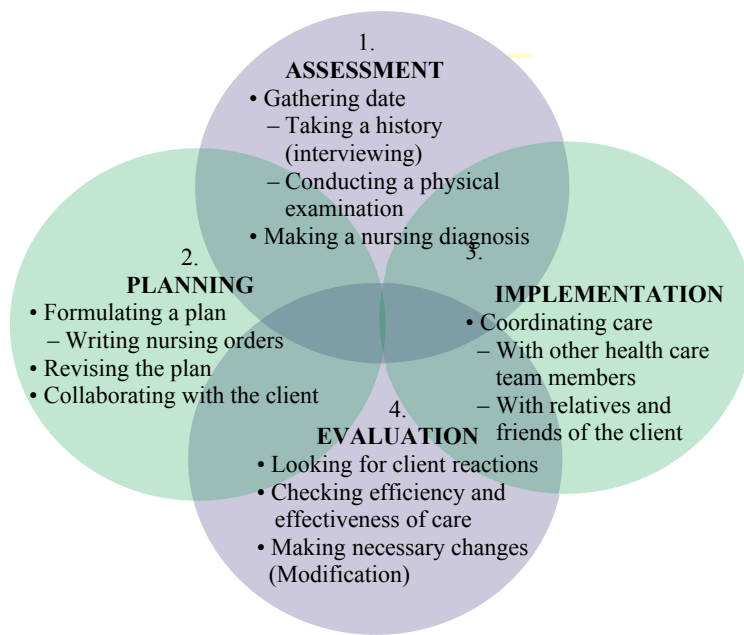 1.
ASSESSMENT
• Gathering date
– Taking a history
(interviewing)
– Conducting a physical
examination
• Making a nursing diagnosis
2.
PLANNING
• Formulating a plan
– Writing nursing orders
• Revising the plan
• Collaborating with the client
3.
IMPLEMENTATION
• Coordinating care
– With other health care
team members
– With relatives and
friends of the client
4.
EVALUATION
• Looking for client reactions
• Checking efficiency and
effectiveness of care
• Making necessary changes
(Modification)